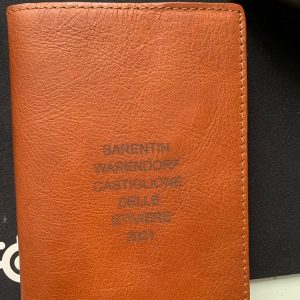 BARENTIN
WARENDORF
CASTIGLIONE
DELLE
STIVIERE
2021